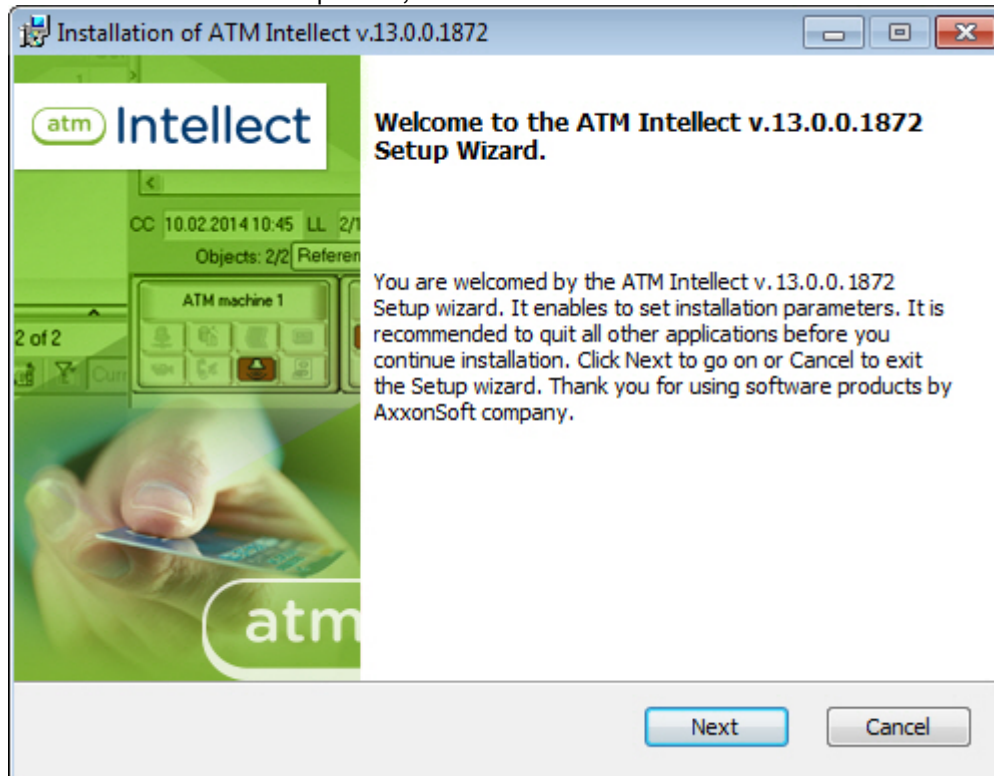 Installation of ATM Intellect v.13.0.0.1872
atm Intellect
Welcome to the ATM Intellect v.13.0.0.1872
Setup Wizard.
CC 10.02.2014 10:45 LL 2/1
Objects: 2/2 Referen
ATM machine 1
2 of 2
Curr
You are welcomed by the ATM Intellect v.13.0.0.1872
Setup wizard. It enables to set installation parameters. It is
recommended to quit all other applications before you
continue installation. Click Next to go on or Cancel to exit
the Setup wizard. Thank you for using software products by
AxxonSoft company.
atm
Next Cancel